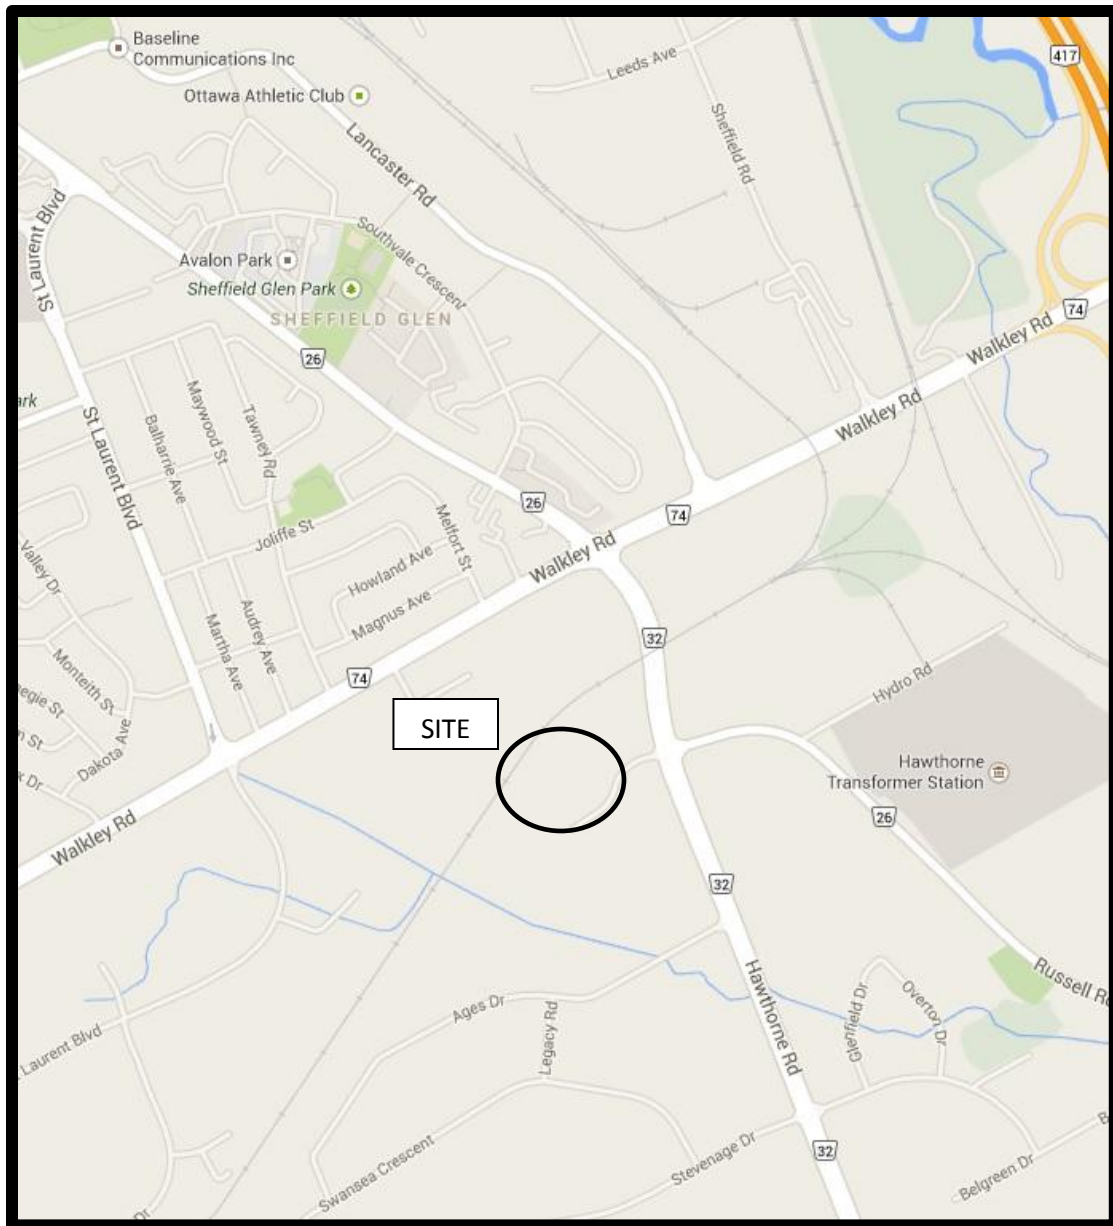 Baseline
Communications Inc
417
Leeds Ave
Ottawa Athletic Club
Sheffield Rd
Lancaster Rd
St Laurent Blvd
Southvale Crescent
Avalon Park
Sheffield Glen Park
SHEFFIELD GLEN
74
Walkley Rd
26
ark
Maywood St
Tawney Rd
Balharrie Ave
Walkley Rd
St Laurent Blvd
26
74
Melfort St
Joliffe St
Walkley Rd
Howland Ave
Valley Dr
Magnus Ave
Audrey Ave
Martha Ave
32
Monteith St
74
Hydro Rd
egie St
SITE
n St
Dakota Ave
x Dr
Hawthorne
Transformer Station
26
Walkley Rd
32
Russell R
Hawthorne Rd
Ages Dr
Glenfield Dr
Overton Dr
Legacy Rd
Laurent Blvd
32
Stevenage Dr
Swansea Crescent
Belgreen Dr
B
Dr